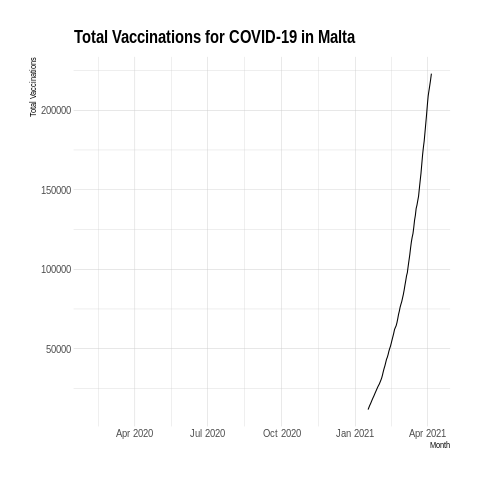 Total Vaccinations for COVID-19 in Malta
Total Vaccinations
200000
150000
100000
50000
Apr 2020 Jul 2020 Oct 2020 Jan 2021 Apr 2021
Month